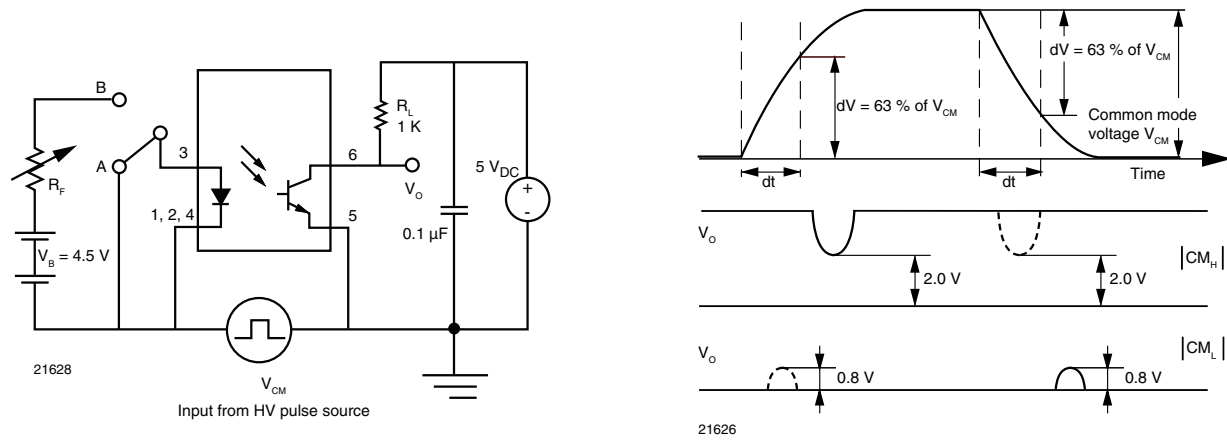 B
A
3
R_F
1, 2, 4
V_B = 4.5 V
R_L
1 K
6
V_O
5
0.1 µF
5 V_DC
+
-
21628
V_CM
Input from HV pulse source
dV = 63 % of V_CM
dV = 63 % of V_CM
Common mode
voltage V_CM
dt
dt
Time
V_O
2.0 V
2.0 V
|CM_H|
V_O
0.8 V
0.8 V
|CM_L|
21626